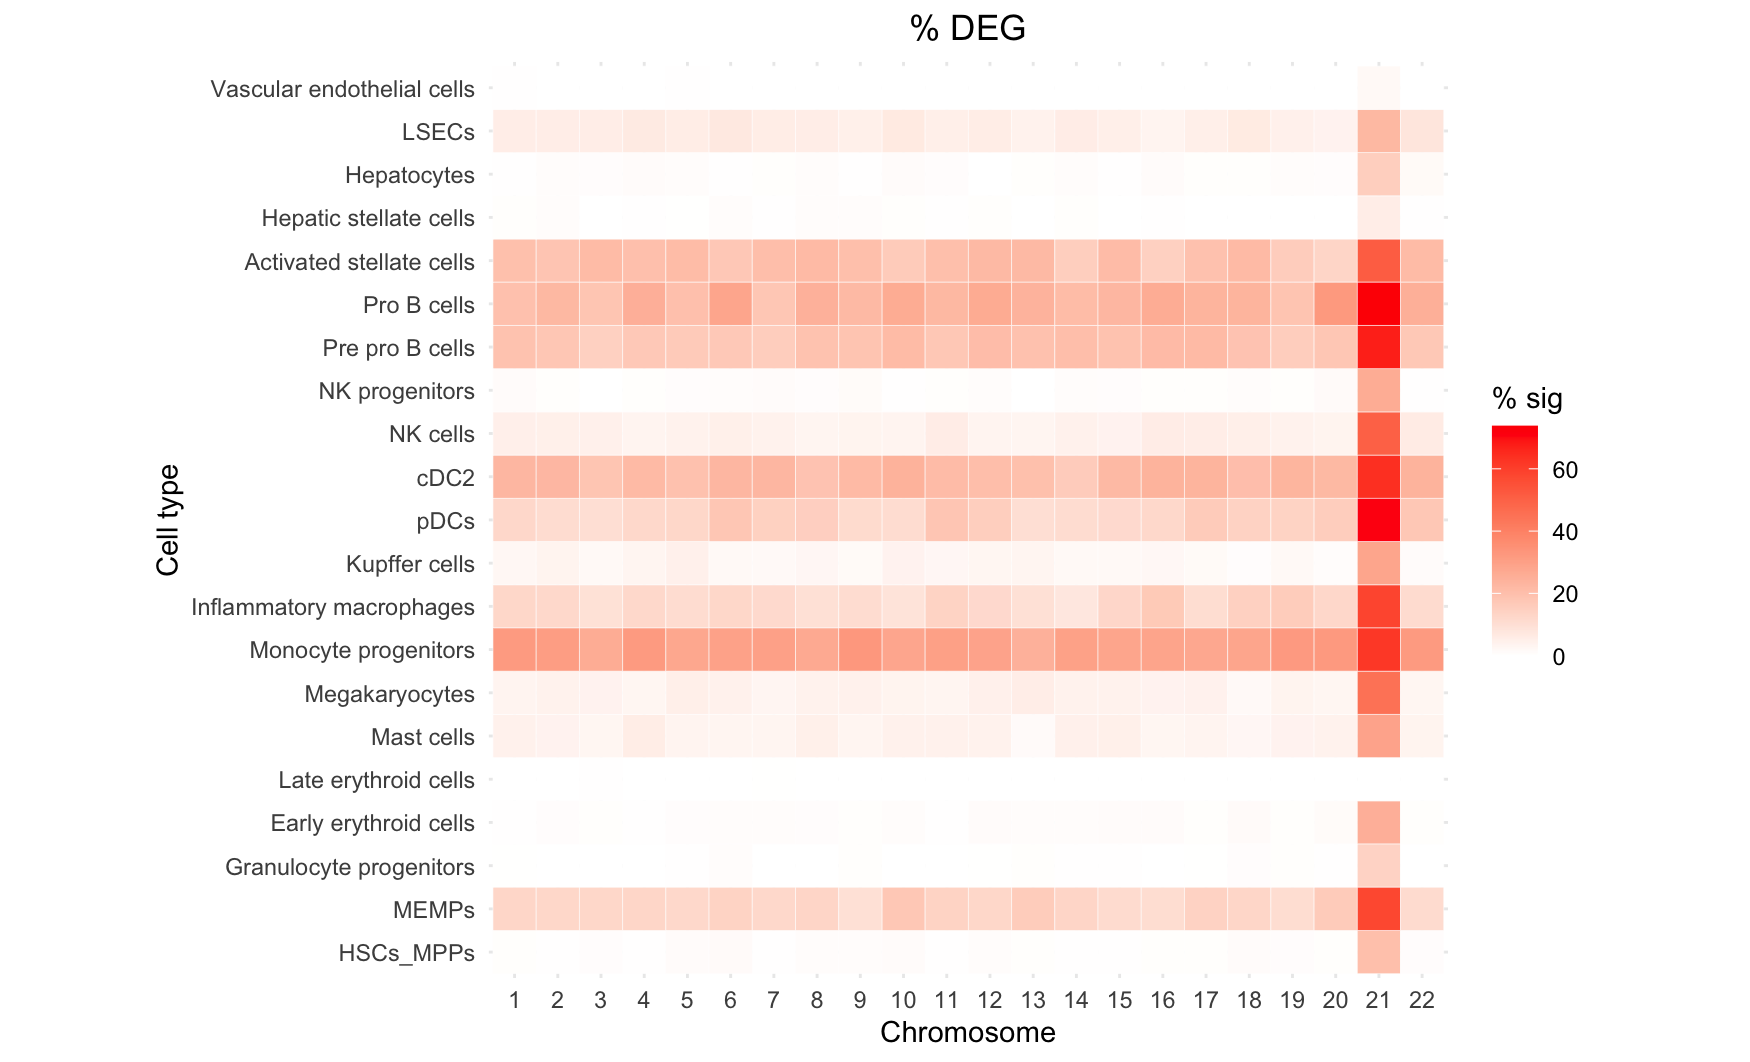 % DEG
Vascular endothelial cells
LSECs
Hepatocytes
Hepatic stellate cells
Activated stellate cells
Pro B cells
Pre pro B cells
NK progenitors
NK cells
cDC2
pDCs
Kupffer cells
Inflammatory macrophages
Monocyte progenitors
Megakaryocytes
Mast cells
Late erythroid cells
Early erythroid cells
Granulocyte progenitors
MEMPs
HSCs_MPPs
Cell type
1 2 3 4 5 6 7 8 9 10 11 12 13 14 15 16 17 18 19 20 21 22
Chromosome
% sig
60
40
20
0